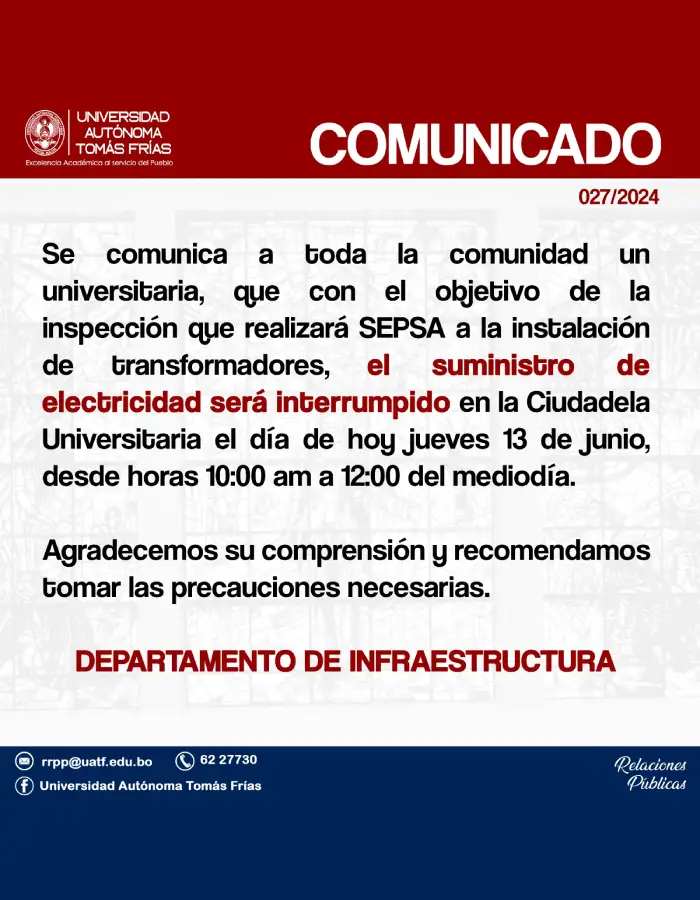 UNIVERSIDAD
AUTÓNOMA
TOMÁS FRÍAS
Excelencia Académica al servicio del Pueblo
COMUNICADO
027/2024
Se comunica a toda la comunidad un
universitaria, que con el objetivo de la
inspección que realizará SEPSA a la instalación
de transformadores, el suministro de
electricidad será interrumpido en la Ciudadela
Universitaria el día de hoy jueves 13 de junio,
desde horas 10:00 am a 12:00 del mediodía.
Agradecemos su comprensión y recomendamos
tomar las precauciones necesarias.
DEPARTAMENTO DE INFRAESTRUCTURA
rrpp@uatf.edu.bo
62 27730
Universidad Autónoma Tomás Frías
Relaciones
Públicas